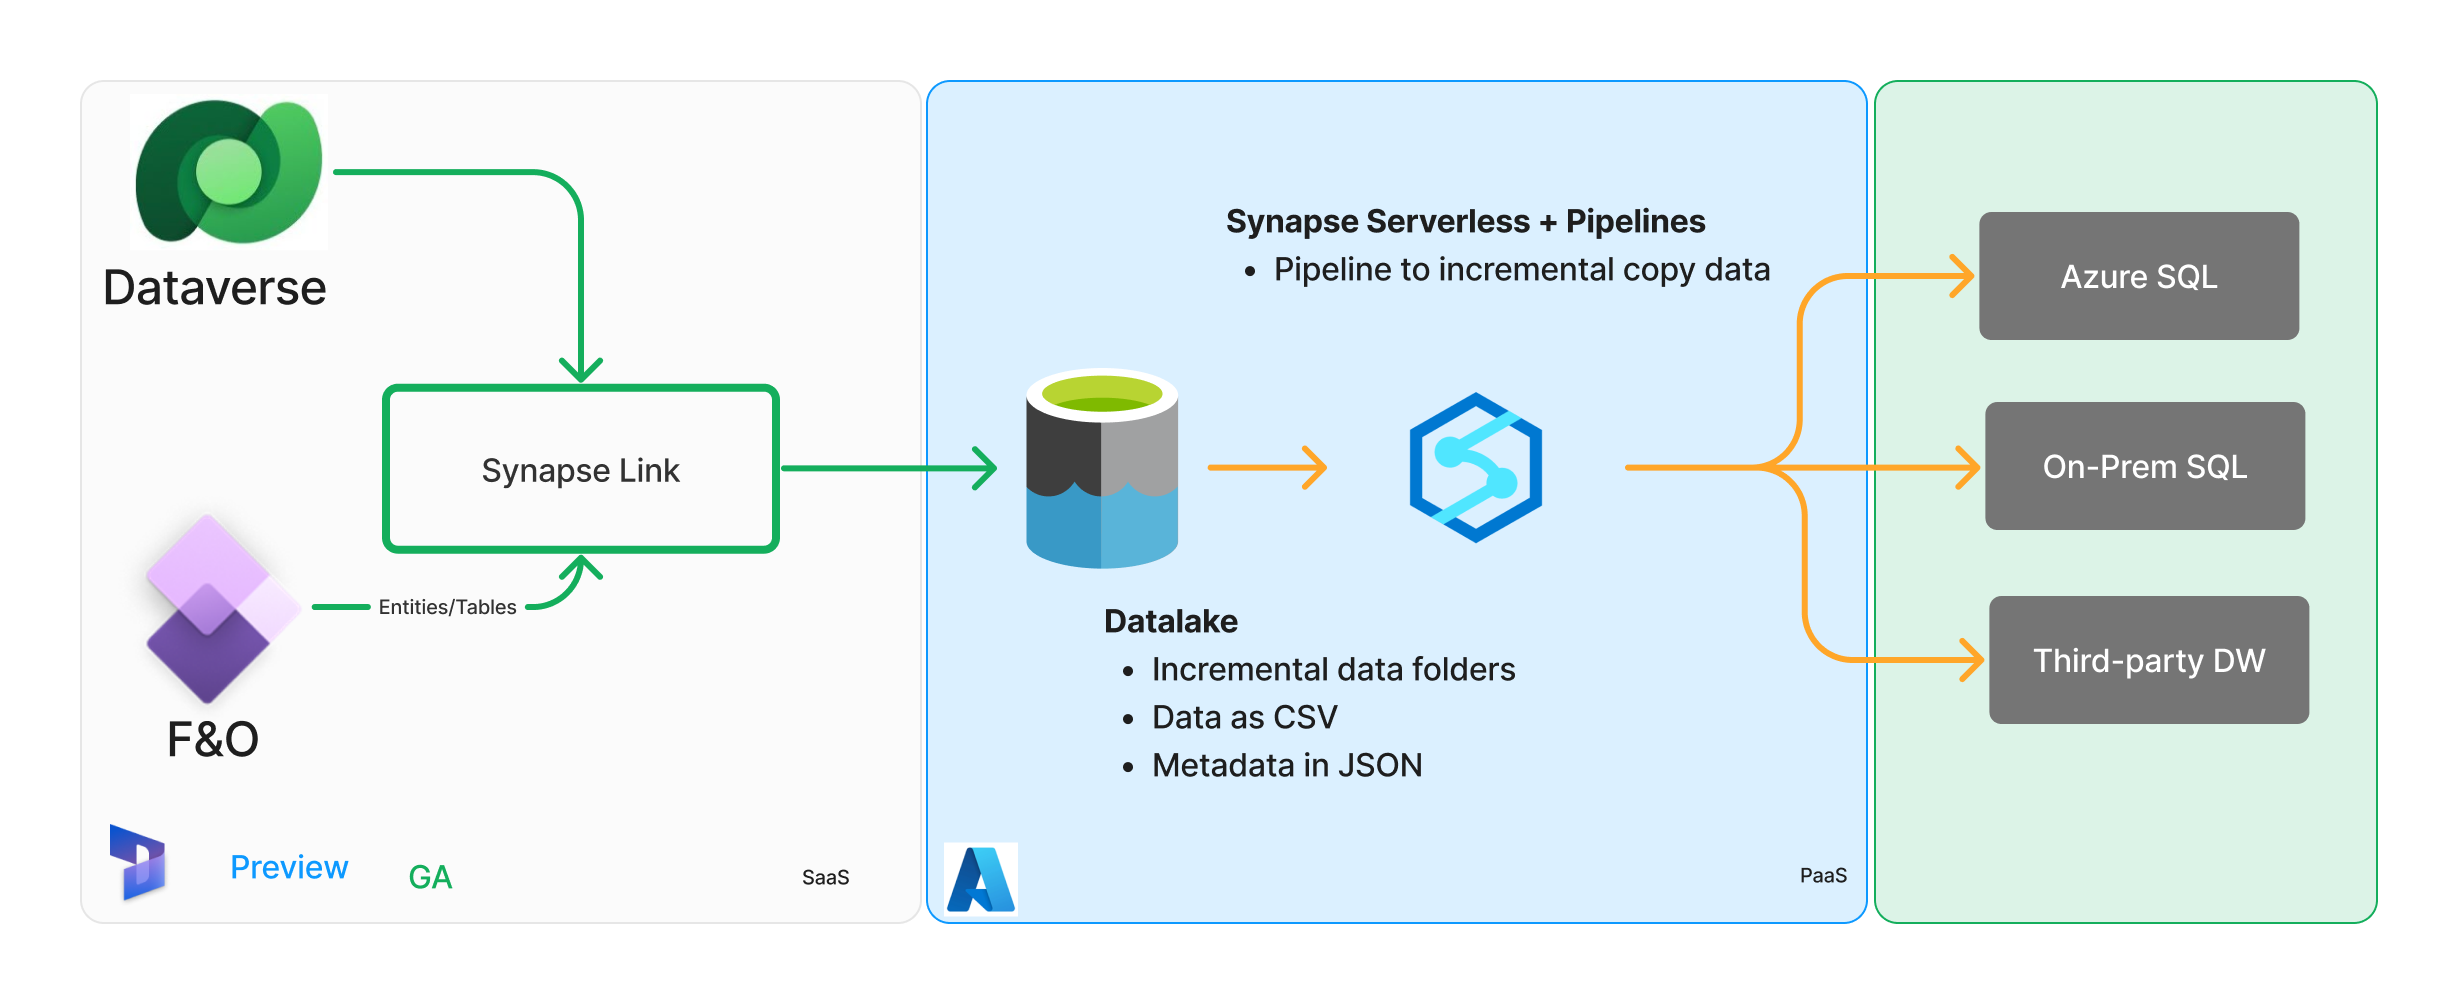 Dataverse
Synapse Link
Entities/Tables
F&O
Preview
GA
SaaS
Synapse Serverless + Pipelines
• Pipeline to incremental copy data
Datalake
• Incremental data folders
• Data as CSV
• Metadata in JSON
PaaS
Azure SQL
On-Prem SQL
Third-party DW